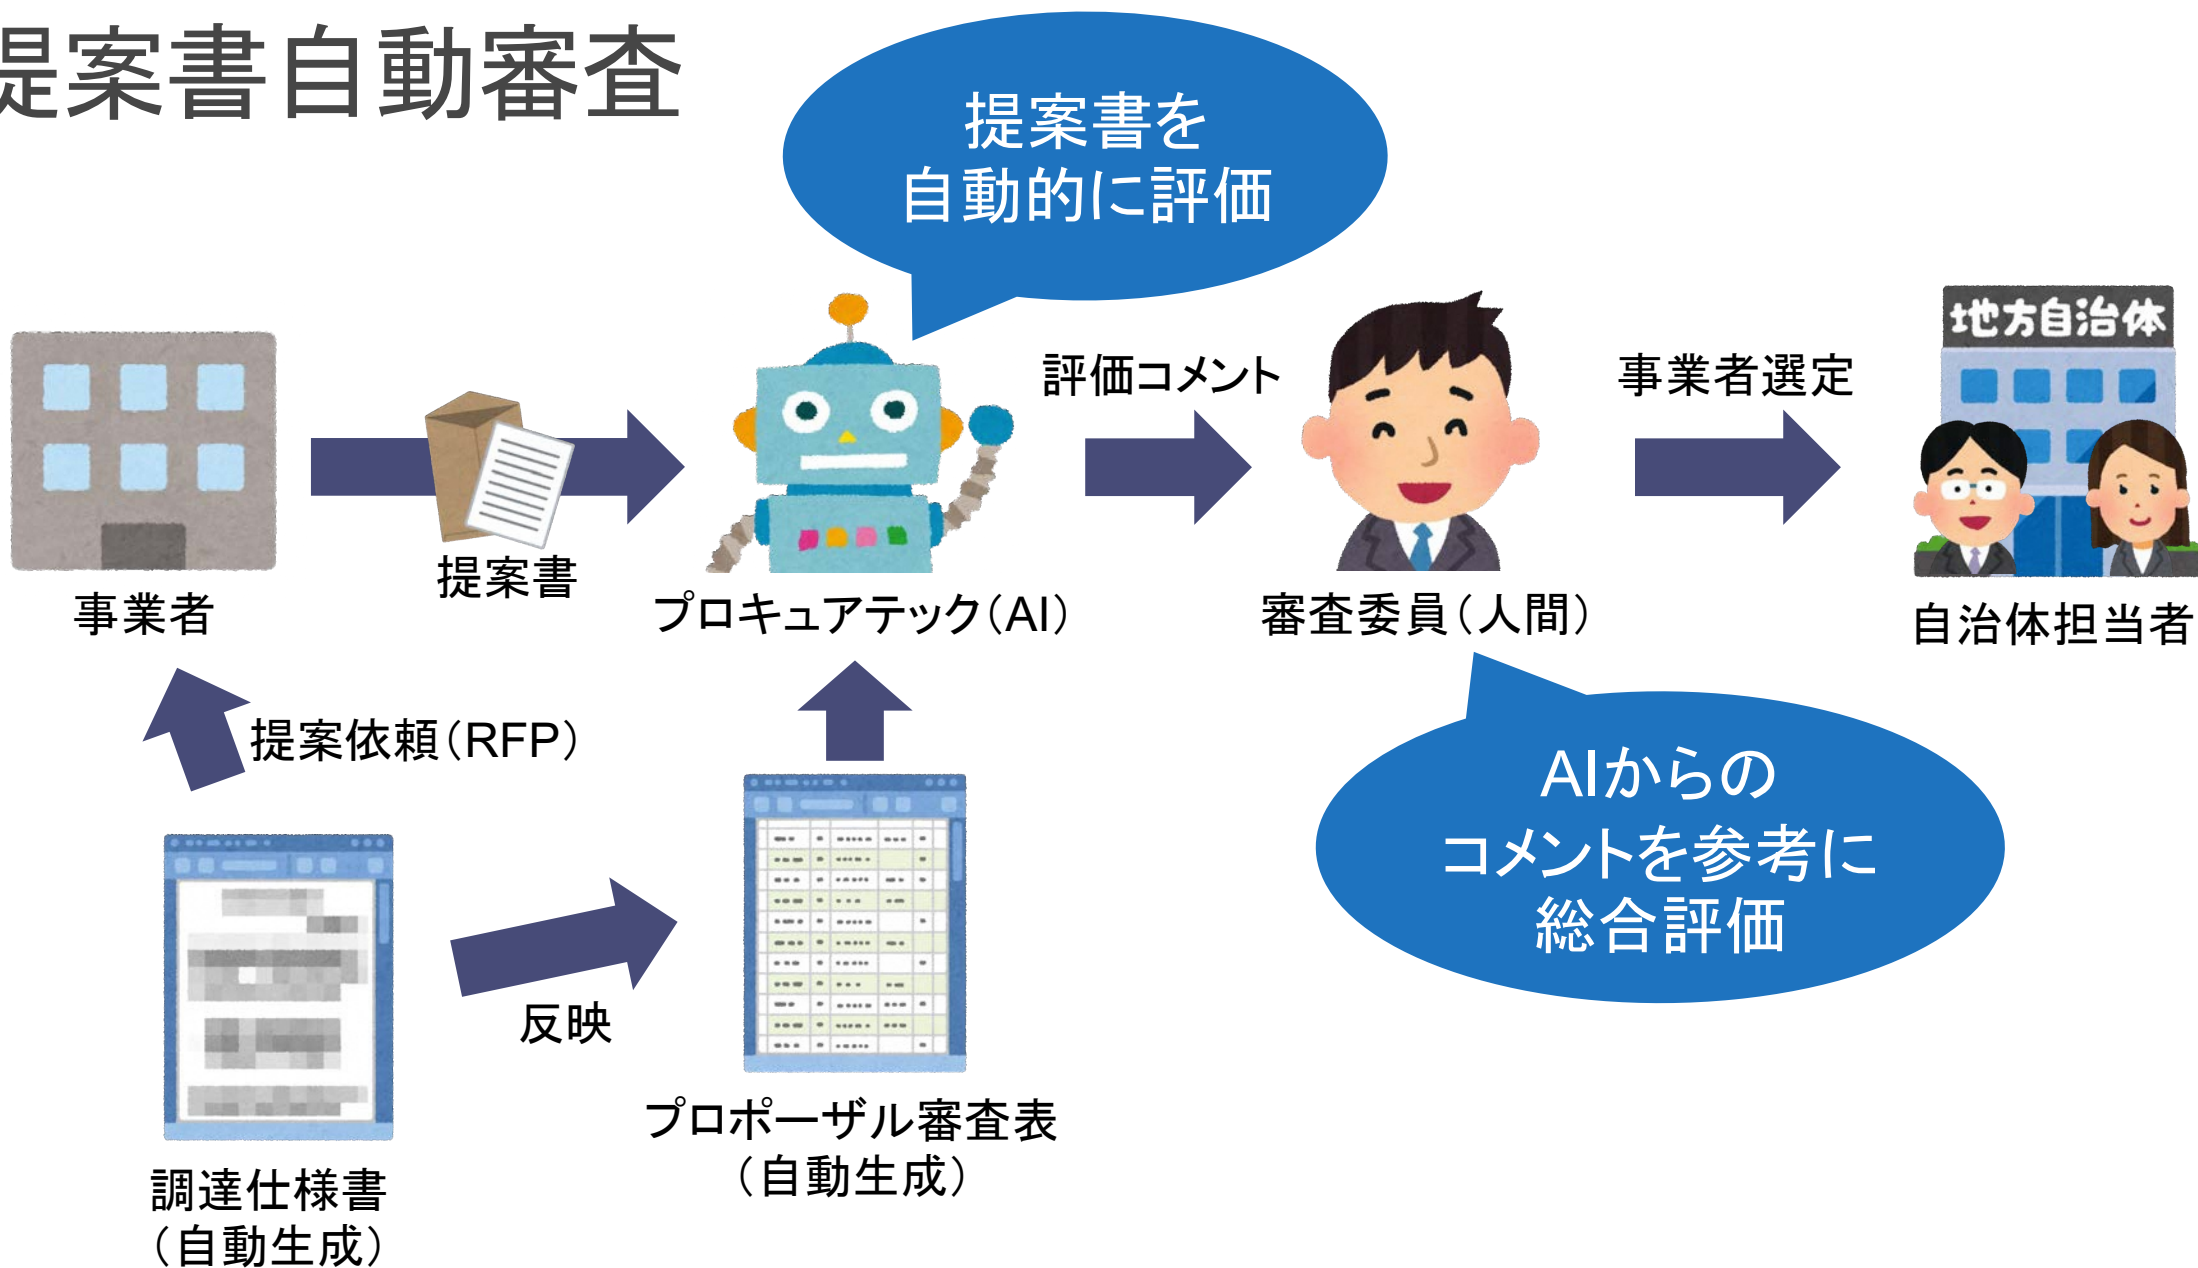 提案書自動審査
提案書を
自動的に評価
地方自治体
評価コメント
事業者選定
提案書
事業者
プロキュアテック（AI）
審査委員（人間）
自治体担当者
提案依頼（RFP）
AIからの
コメントを参考に
総合評価
反映
プロポーザル審査表
（自動生成）
調達仕様書
（自動生成）